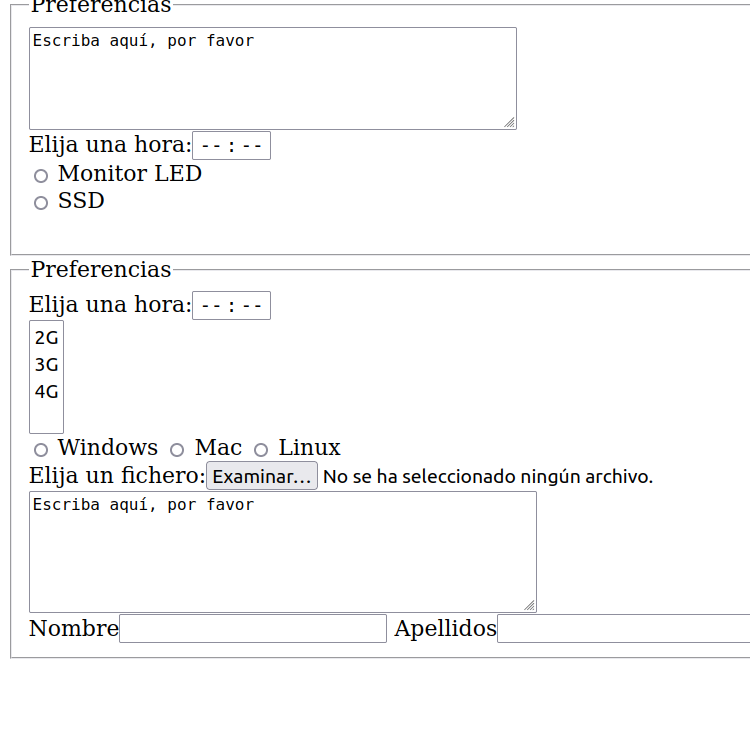 Preferencias
Escriba aquí, por favor
Elija una hora: --:--
Monitor LED
SSD
Preferencias
Elija una hora: --:--
2G
3G
4G
Windows Mac Linux
Elija un fichero: Examinar... No se ha seleccionado ningún archivo.
Escriba aquí, por favor
Nombre Apellidos